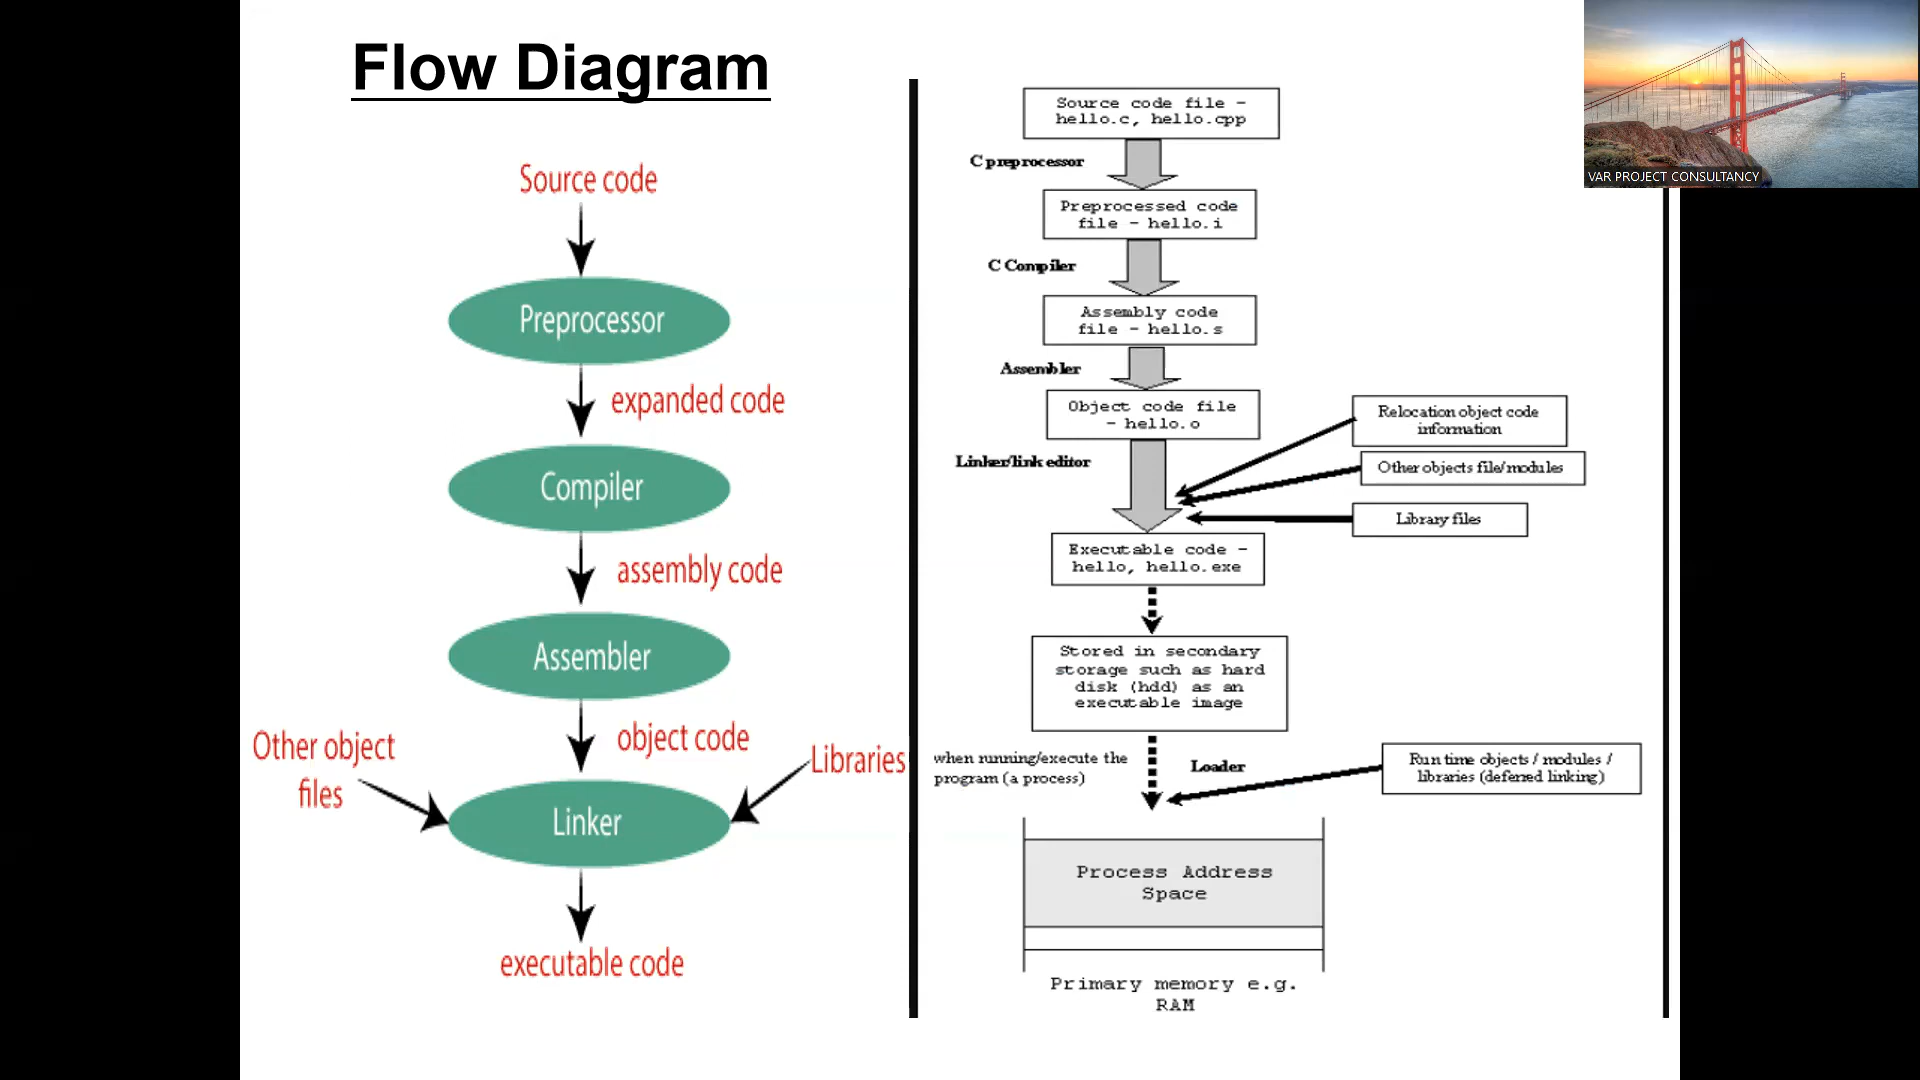 Flow Diagram
Source code
Preprocessor
expanded code
Compiler
assembly code
Assembler
object code
Other object
files
Libraries
Linker
executable code
Source code file -
hello.c, hello.cpp
C preprocessor
Preprocessed code
file - hello.i
C Compiler
Assembly code
file - hello.s
Assembler
Object code file
- hello.o
Linker/link editor
Relocation object code
information
Other objects file/modules
Library files
Executable code -
hello, hello.exe
Stored in secondary
storage such as hard
disk (hdd) as an
executable image
when running/execute the
program (a process)
Loader
Run time objects / modules /
libraries (deferred linking)
Process Address
Space
Primary memory e.g.
RAM
VAR PROJECT CONSULTANCY